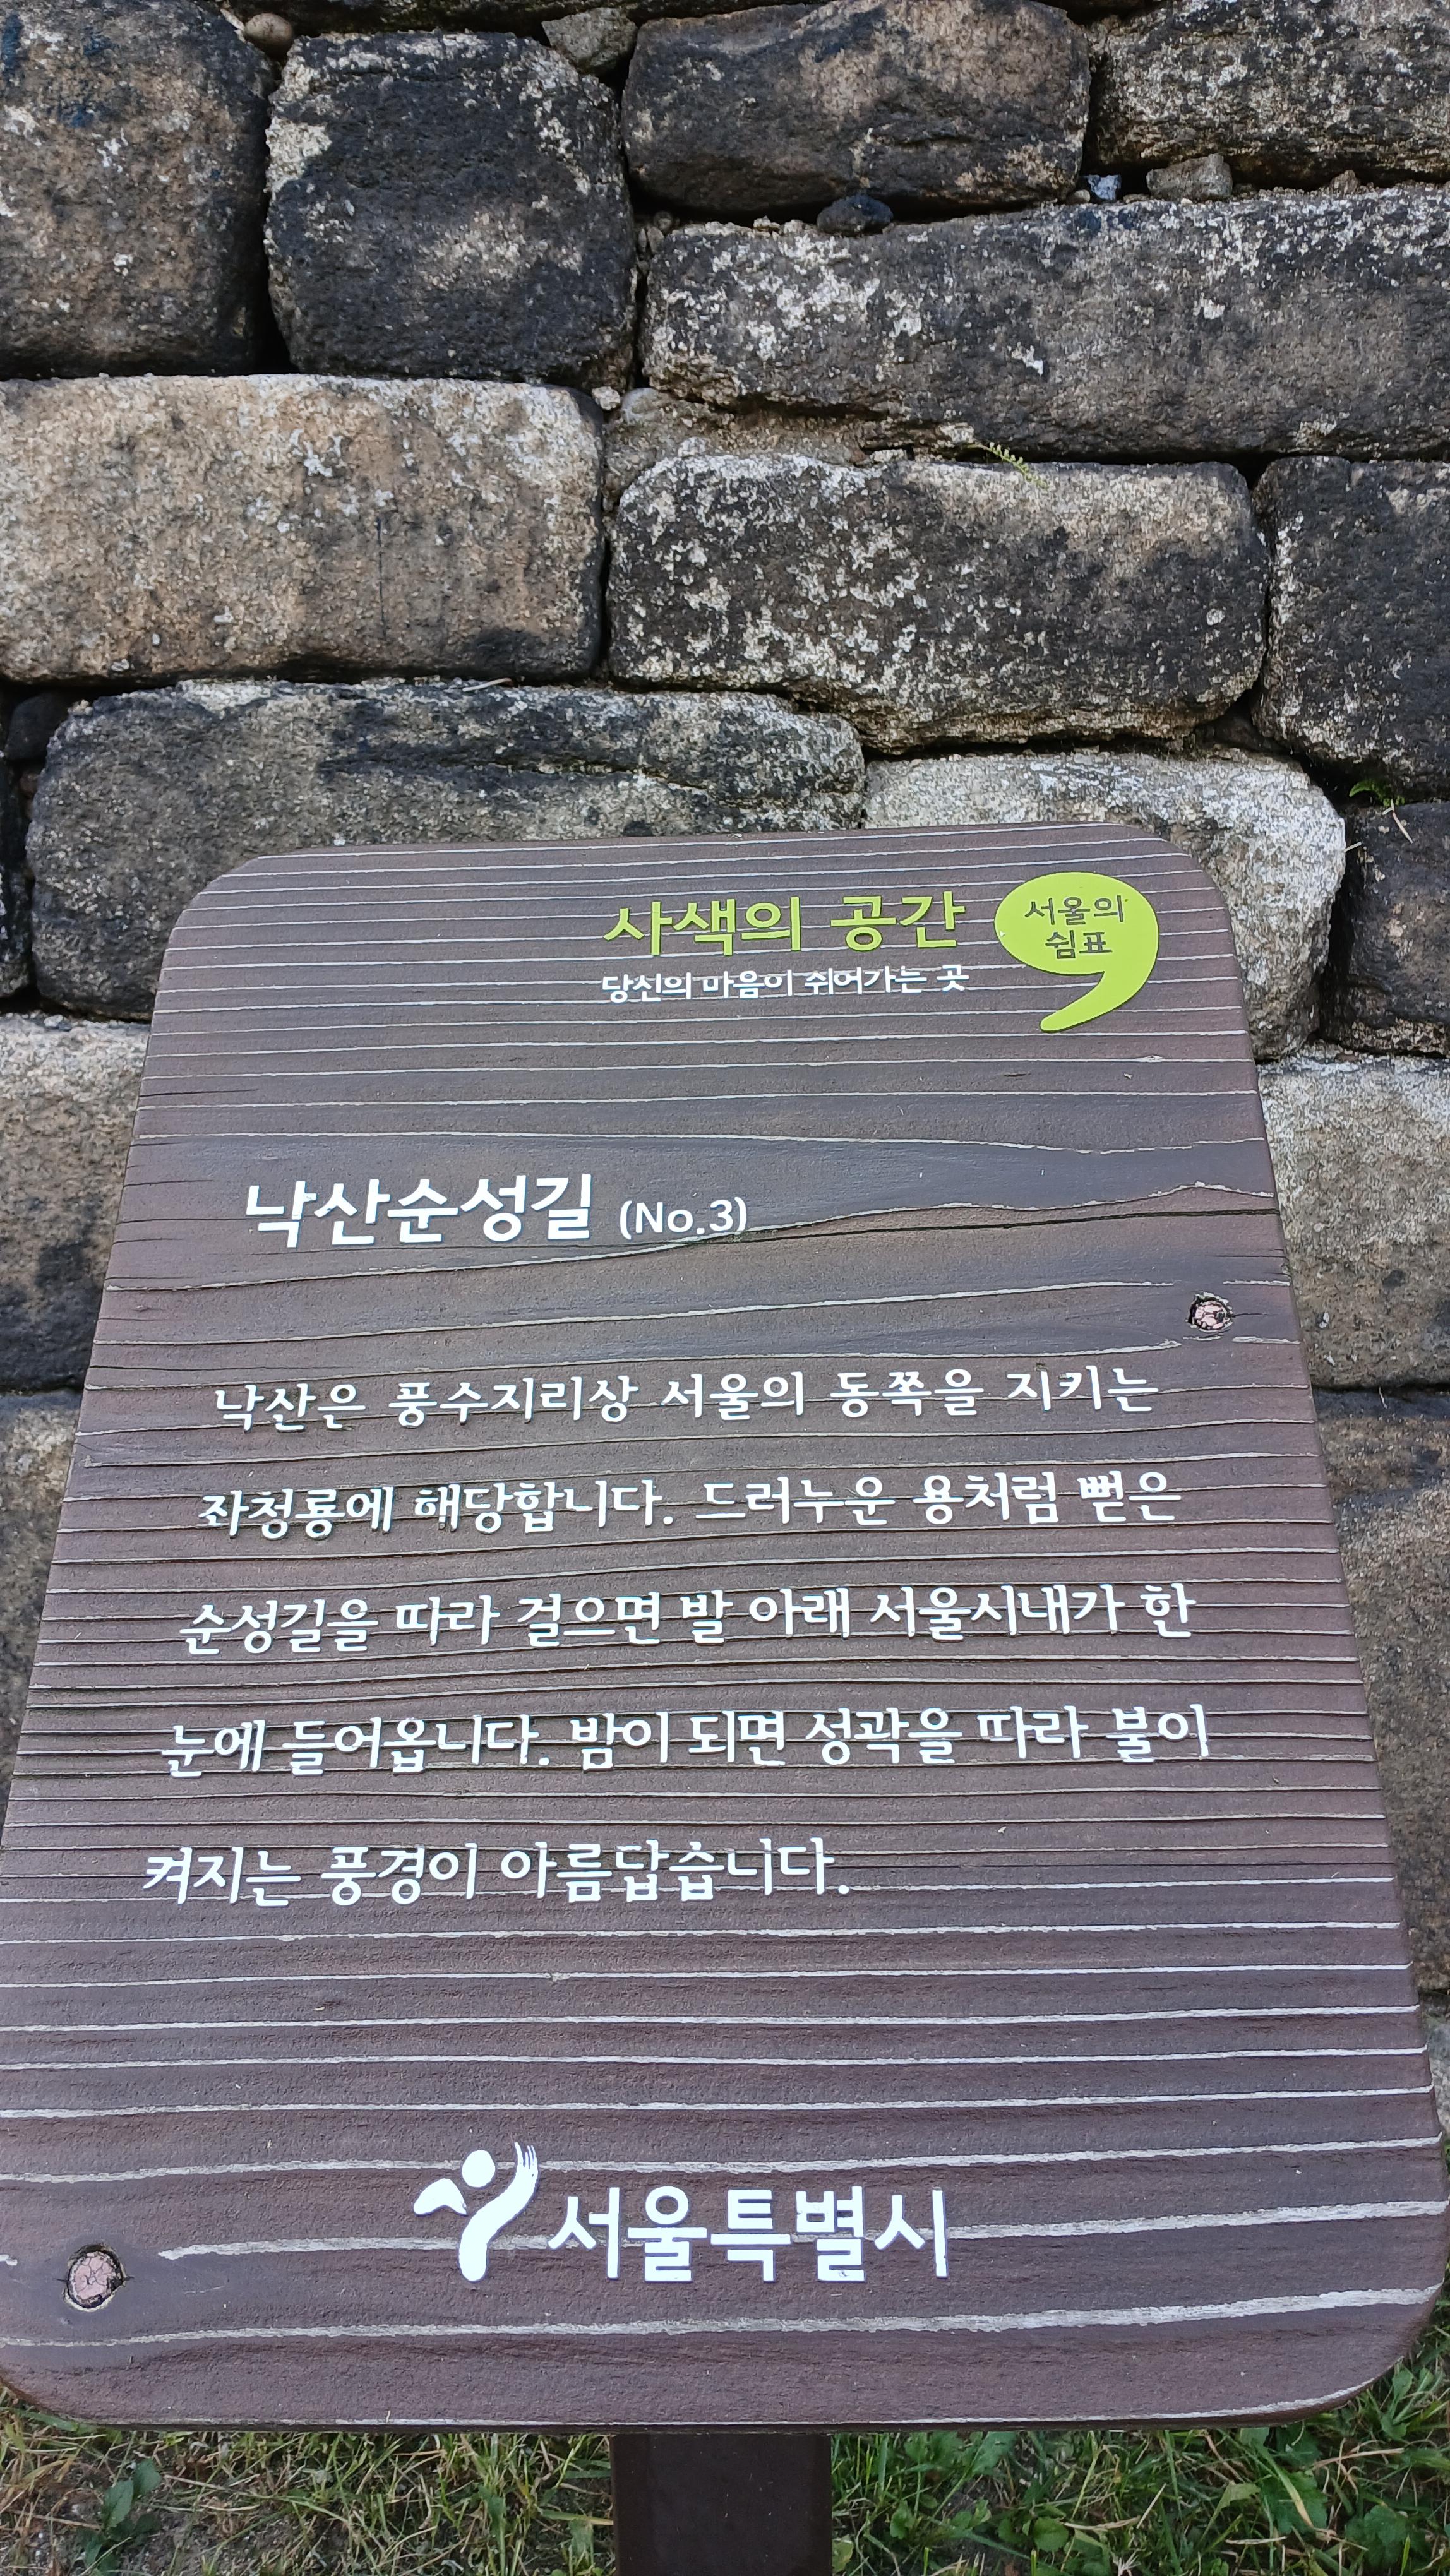 사색의 공간
당신의 마음이 쉬어가는 곳
서울의
쉼표
낙산순성길 (No.3)
낙산은 풍수지리상 서울의 동쪽을 지키는
좌청룡에 해당합니다. 드러누운 용처럼 뻗은
순성길을 따라 걸으면 발 아래 서울시내가 한
눈에 들어옵니다. 밤이 되면 성곽을 따라 불이
켜지는 풍경이 아름답습니다.
서울특별시